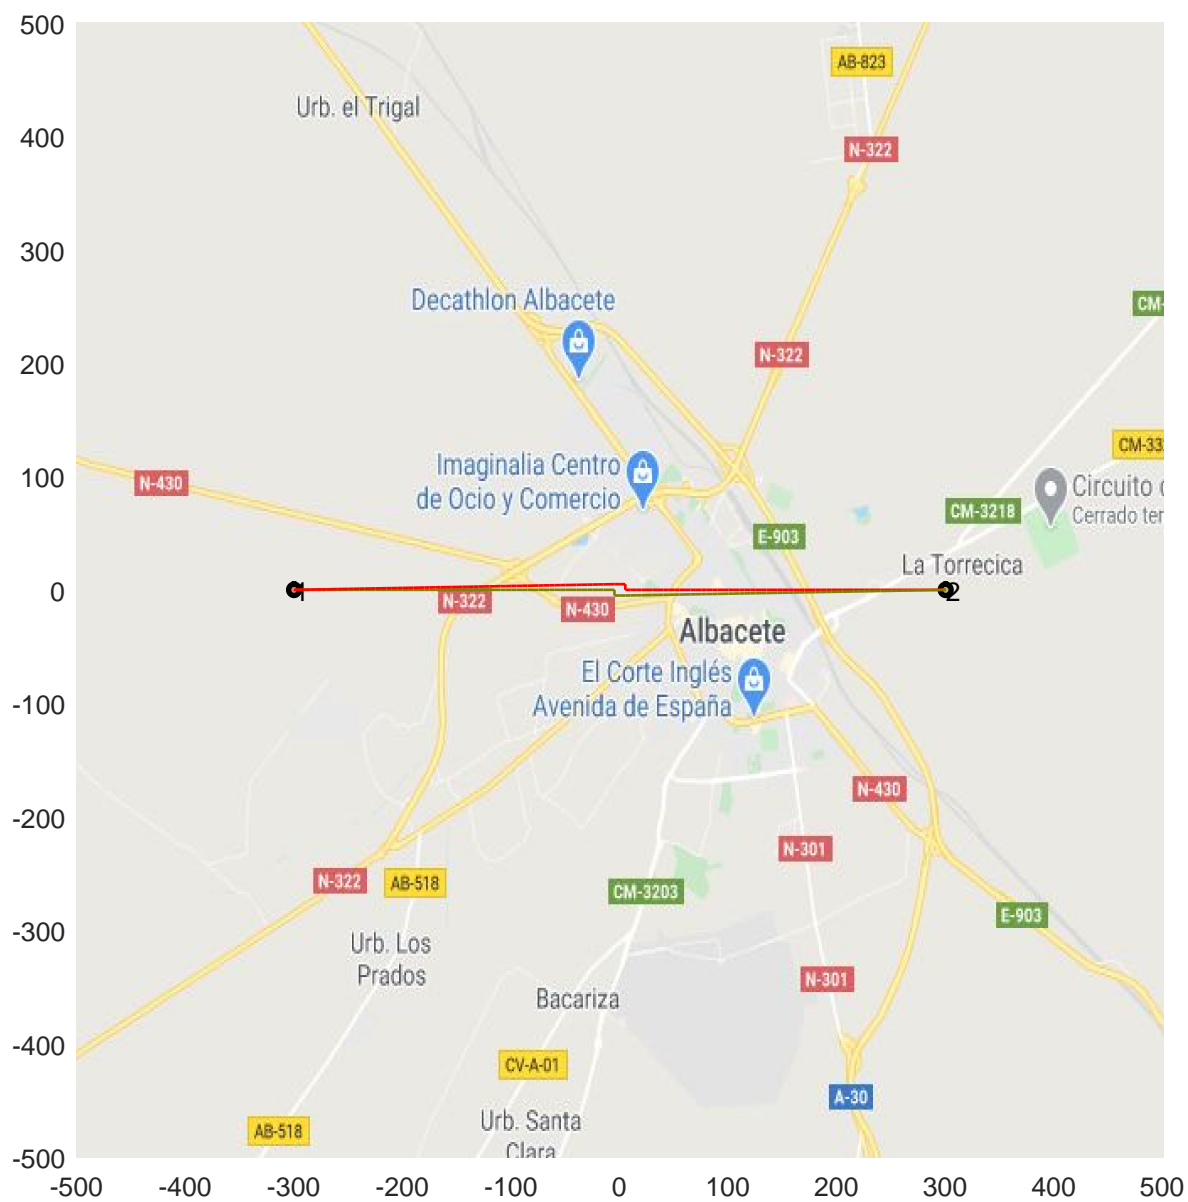 500
400
300
200
100
0
-100
-200
-300
-400
-500
-500
-400
-300
-200
-100
0
100
200
300
400
500
AB-823
Urb. el Trigal
N-322
Decathlon Albacete
CM-
N-322
CM-33
Imaginalia Centro
de Ocio y Comercio
N-430
Circuito
Cerrado ter
CM-3218
E-903
La Torrecica
1
2
N-322
N-430
Albacete
El Corte Inglés
Avenida de España
N-430
N-301
N-322
AB-518
CM-3203
E-903
Urb. Los
Prados
N-301
Bacariza
CV-A-01
A-30
AB-518
Urb. Santa
Clara